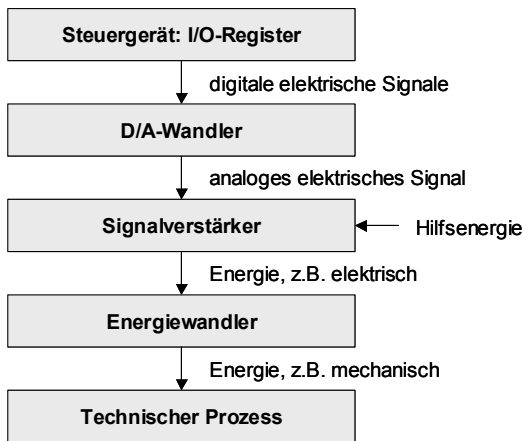 Steuergerät: I/O-Register
digitale elektrische Signale
D/A-Wandler
analoges elektrisches Signal
Signalverstärker
Hilfsenergie
Energie, z.B. elektrisch
Energiewandler
Energie, z.B. mechanisch
Technischer Prozess